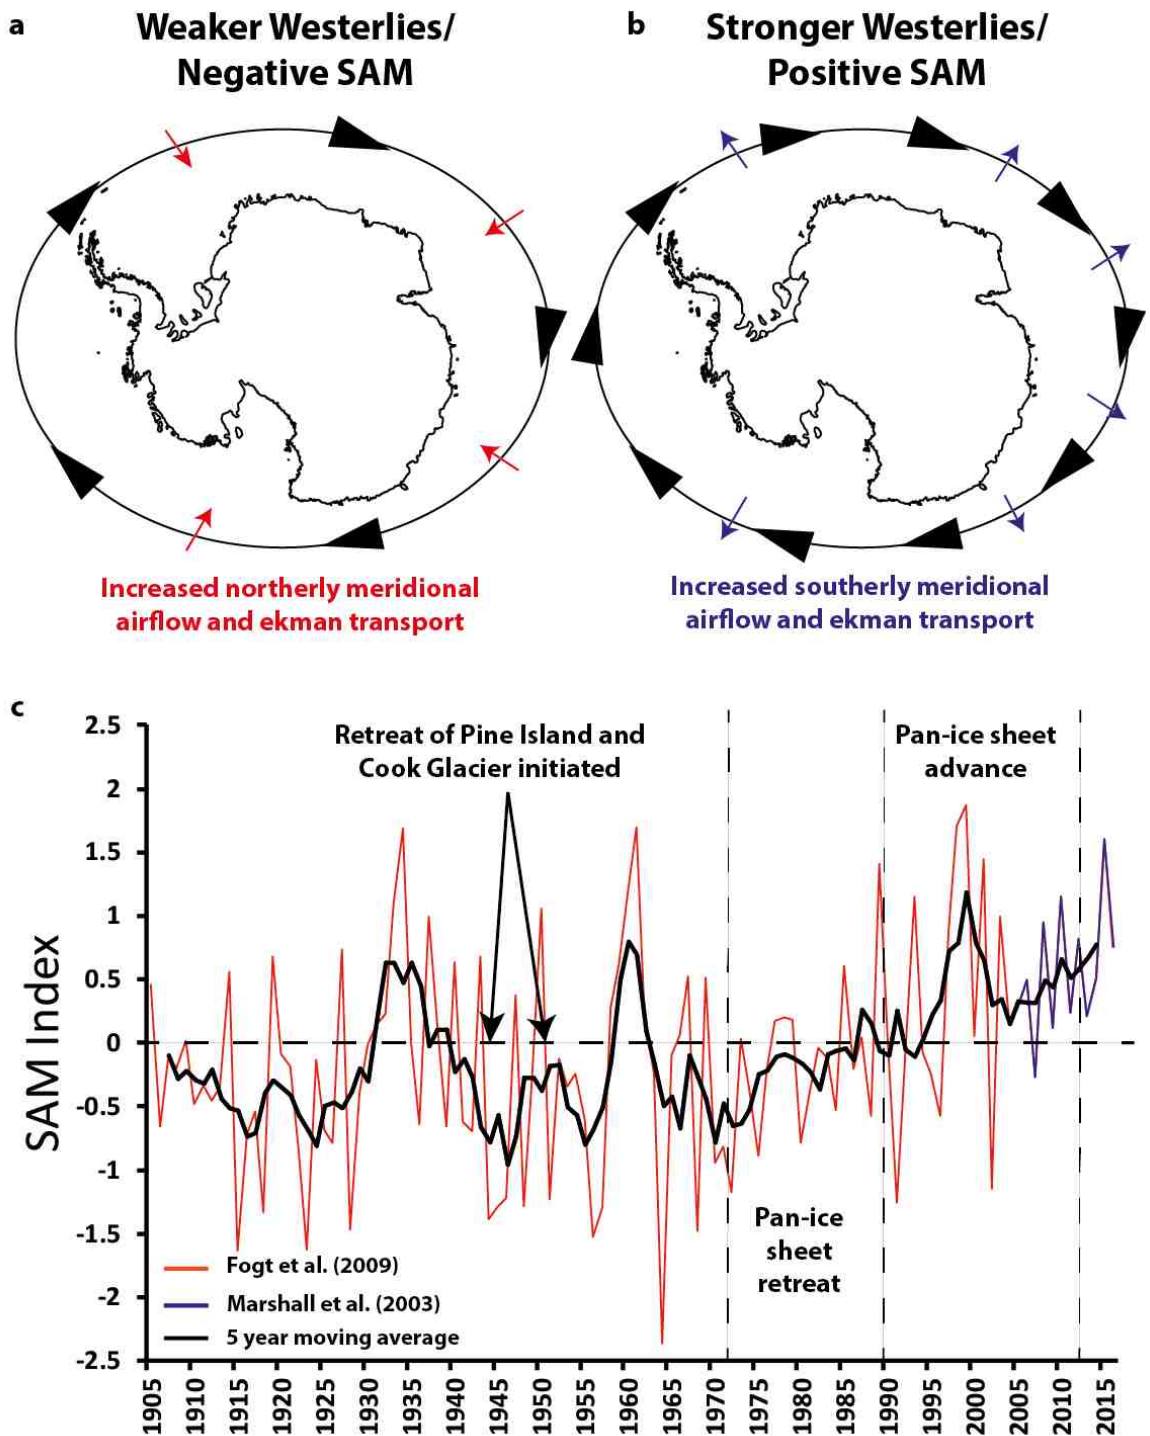 a
Weaker Westerlies/
Negative SAM
b
Stronger Westerlies/
Positive SAM
Increased northerly meridional
airflow and ekman transport
Increased southerly meridional
airflow and ekman transport
c
SAM Index
2.5
2
1.5
1
0.5
0
-0.5
-1
-1.5
-2
-2.5
Retreat of Pine Island and
Cook Glacier initiated
Pan-ice sheet
advance
Pan-ice
sheet
retreat
Fogt et al. (2009)
Marshall et al. (2003)
5 year moving average
1905
1910
1915
1920
1925
1930
1935
1940
1945
1950
1955
1960
1965
1970
1975
1980
1985
1990
1995
2000
2005
2010
2015